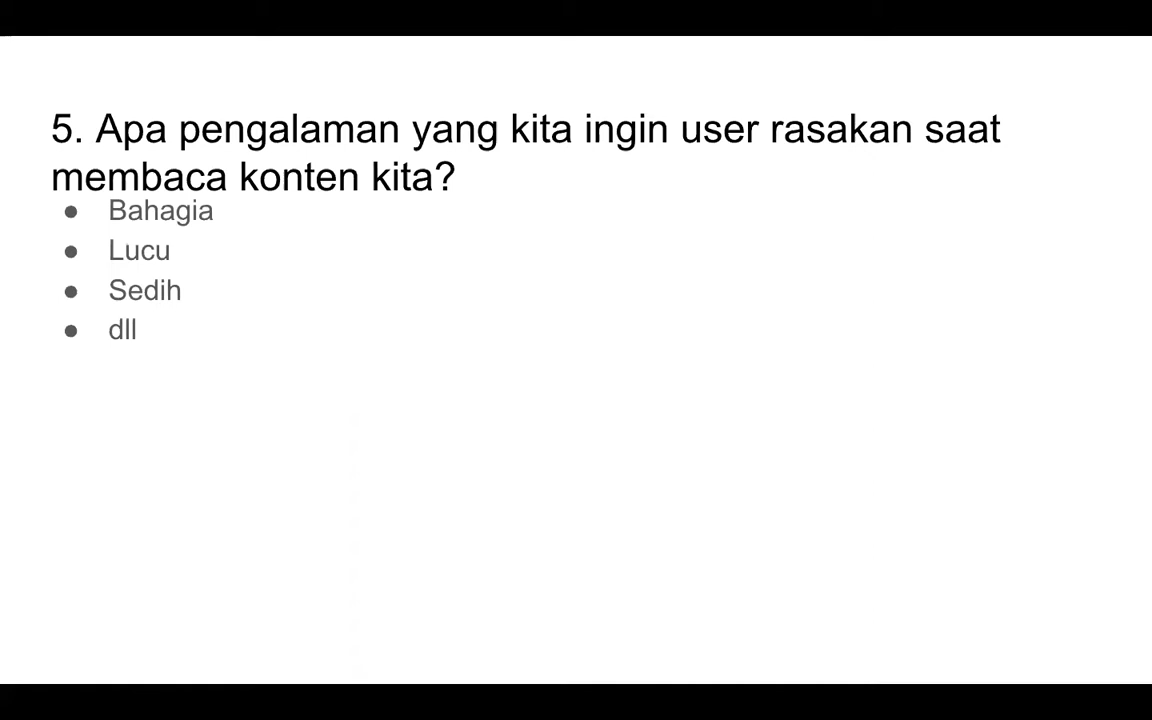 5. Apa pengalaman yang kita ingin user rasakan saat
membaca konten kita?
● Bahagia
● Lucu
● Sedih
● dll